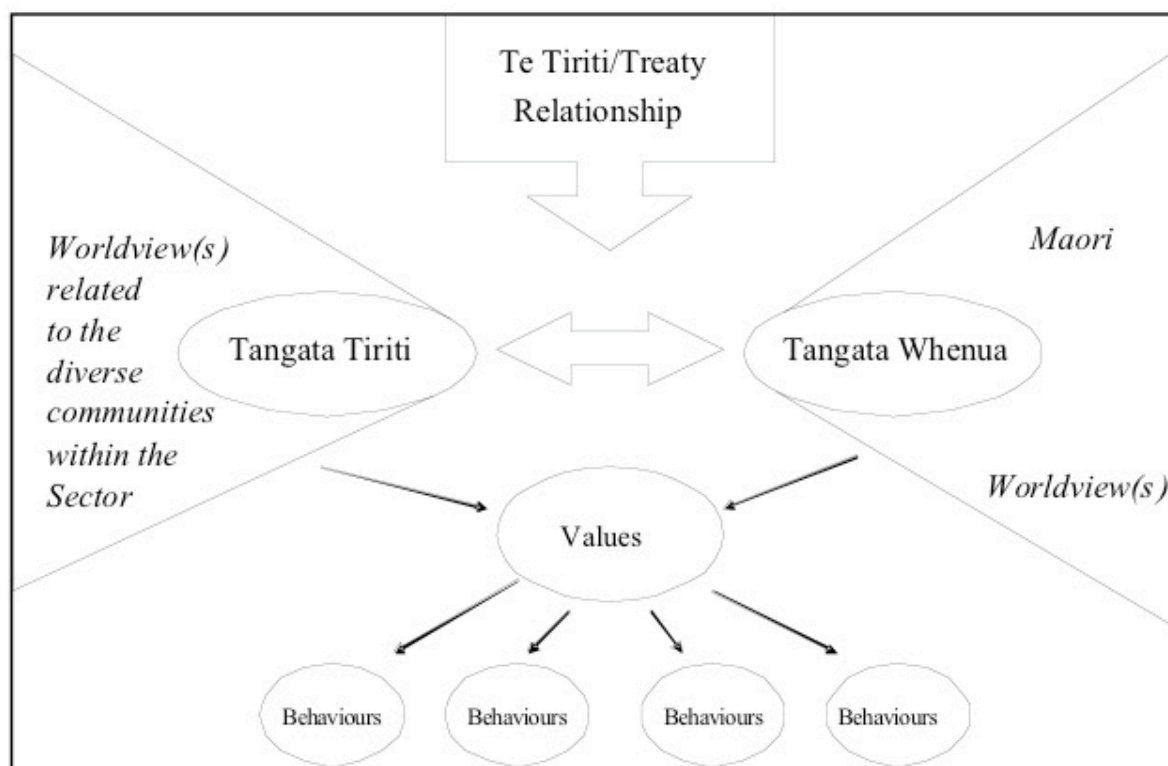 Te Tiriti/Treaty
Relationship
Worldview(s)
related
to the
diverse
communities
within the
Sector
Tangata Tiriti
Tangata Whenua
Maori
Worldview(s)
Values
Behaviours
Behaviours
Behaviours
Behaviours